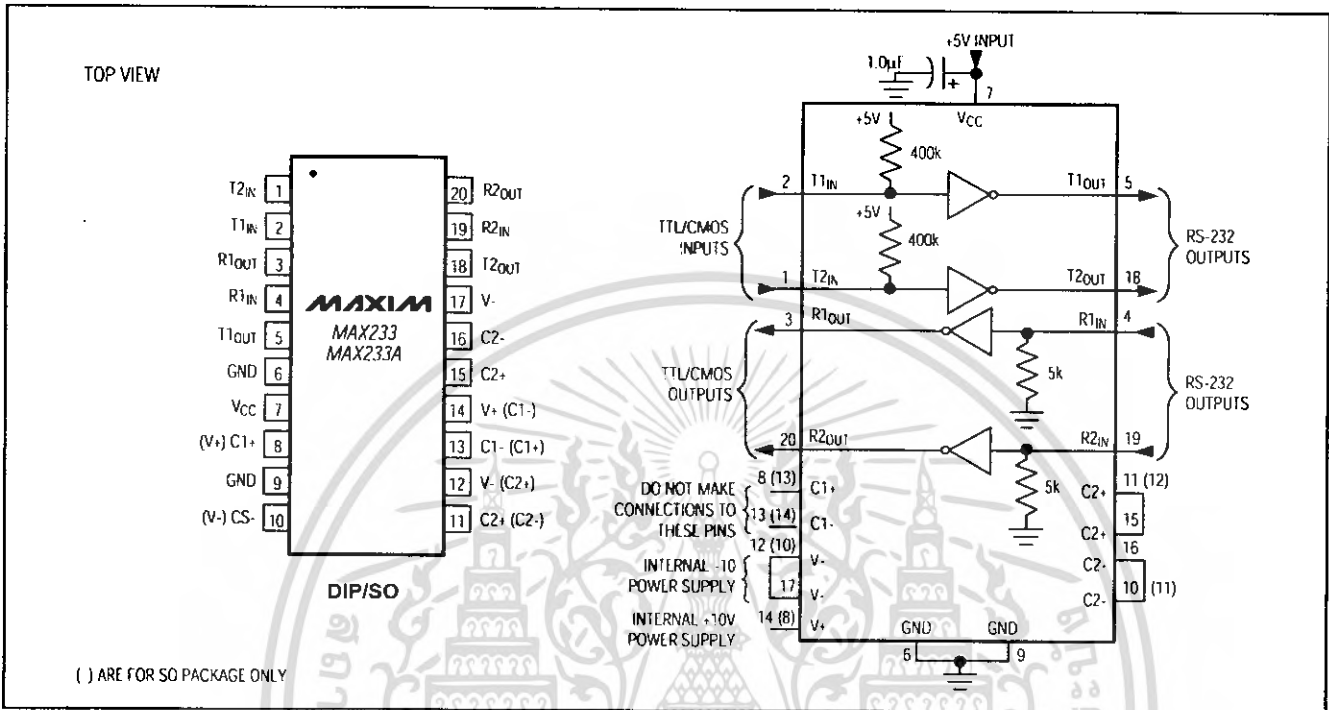 TOP VIEW
T2IN 1
T1IN 2
R1OUT 3
R1IN 4
T1OUT 5
GND 6
VCC 7
(V+) C1+ 8
GND 9
(V-) CS- 10
20 R2OUT
19 R2IN
18 T2OUT
17 V-
16 C2-
15 C2+
14 V+ (C1-)
13 C1- (C1+)
12 V- (C2+)
11 C2+ (C2-)
MAXIM
MAX233
MAX233A
DIP/SO
( ) ARE FOR SO PACKAGE ONLY
+5V INPUT
1.0µF
+
7
VCC
+5V
400k
2 T1IN
T1OUT 5
+5V
400k
TTL/CMOS
INPUTS
RS-232
OUTPUTS
1 T2IN
T2OUT 18
3 R1OUT
R1IN 4
5k
TTL/CMOS
OUTPUTS
RS-232
OUTPUTS
20 R2OUT
R2IN 19
5k
8 (13) C1+
DO NOT MAKE
CONNECTIONS TO
THESE PINS
13 (14) C1-
12 (10) V-
INTERNAL -10
POWER SUPPLY
17 V-
INTERNAL +10V
POWER SUPPLY
14 (8) V+
11 (12)
C2+
15
C2+
16
C2-
10 (11)
C2-
GND GND
6 9